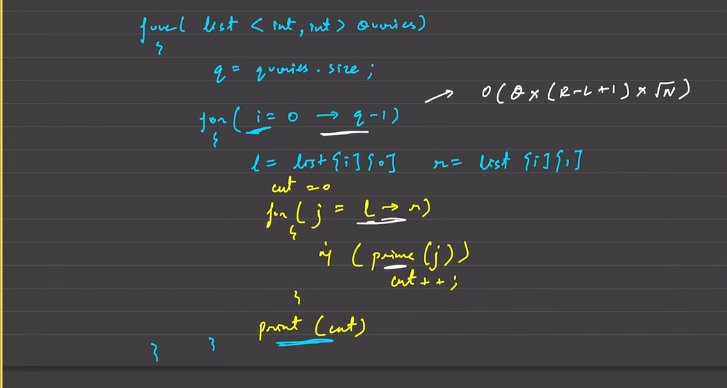 func( list < int, int > queries)
{
q = queries.size ;
for( i = 0 → q-1)
→ O(Q × (R-L+1) × √N)
{
l = list[i][0] r = list[i][1]
cnt = 0
for( j = l → r)
{
if (prime(j))
cnt++;
}
print (cnt)
}
}